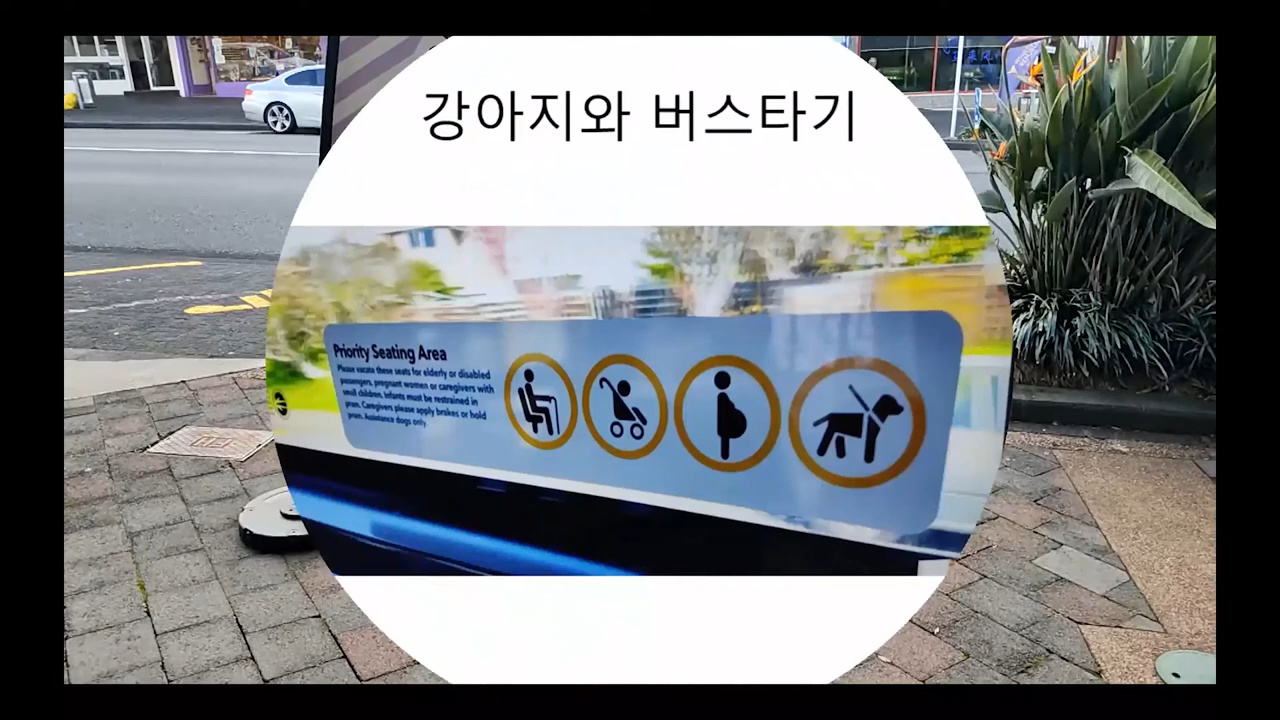 강아지와 버스타기
Priority Seating Area
Please vacate these seats for elderly or disabled
passengers, pregnant women or caregivers with
small children. Infants must be restrained in
pram. Caregivers please apply brakes or hold
pram. Assistance dogs only.